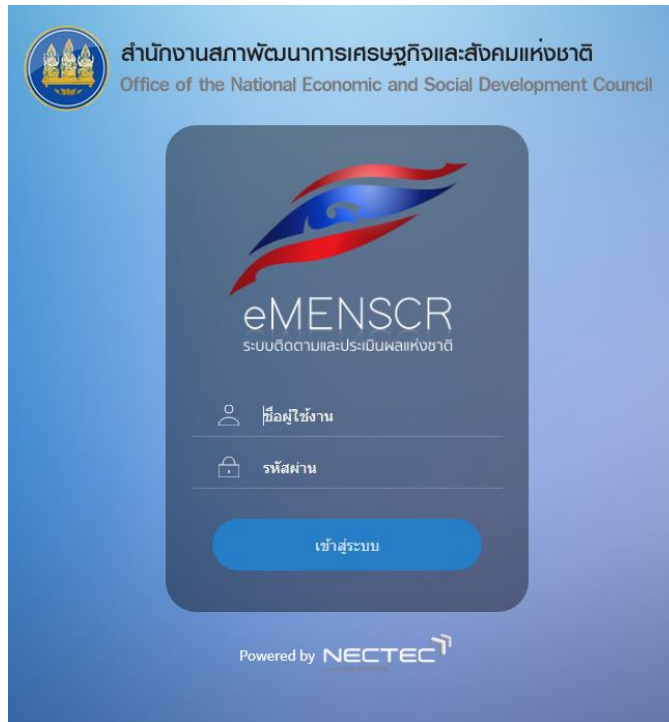 สำนักงานสภาพัฒนาการเศรษฐกิจและสังคมแห่งชาติ
Office of the National Economic and Social Development Council
eMENSCR
ระบบติดตามและประเมินผลแห่งชาติ
ชื่อผู้ใช้งาน
รหัสผ่าน
เข้าสู่ระบบ
Powered by NECTEC